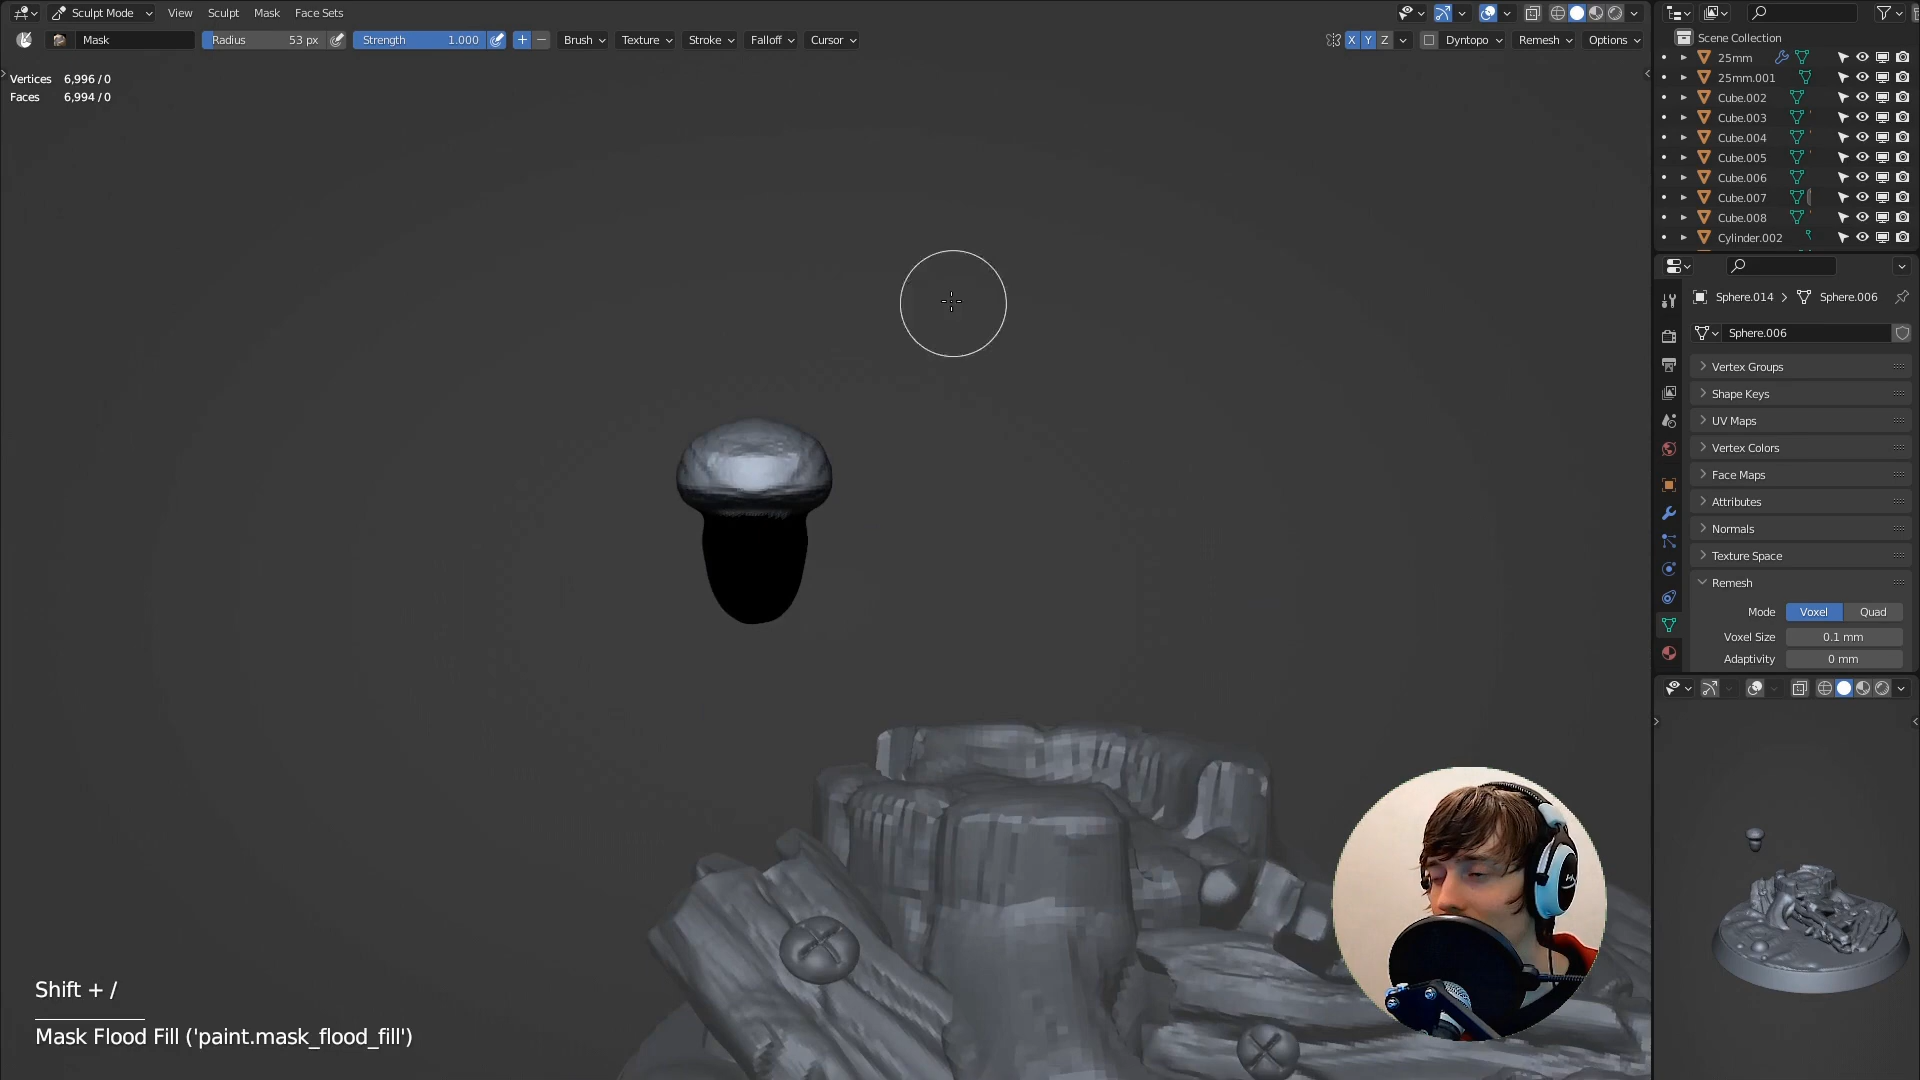 Sculpt Mode View Sculpt Mask Face Sets
Mask Radius 53 px Strength 1.000 Brush Texture Stroke Falloff Cursor X Y Z Dyntopo Remesh Options
Vertices 6,996 / 0
Faces 6,994 / 0
Scene Collection
25mm
25mm.001
Cube.002
Cube.003
Cube.004
Cube.005
Cube.006
Cube.007
Cube.008
Cylinder.002
Sphere.014 Sphere.006
Sphere.006
Vertex Groups
Shape Keys
UV Maps
Vertex Colors
Face Maps
Attributes
Normals
Texture Space
Remesh
Mode Voxel Quad
Voxel Size 0.1 mm
Adaptivity 0 mm
Shift + /
Mask Flood Fill ('paint.mask_flood_fill')